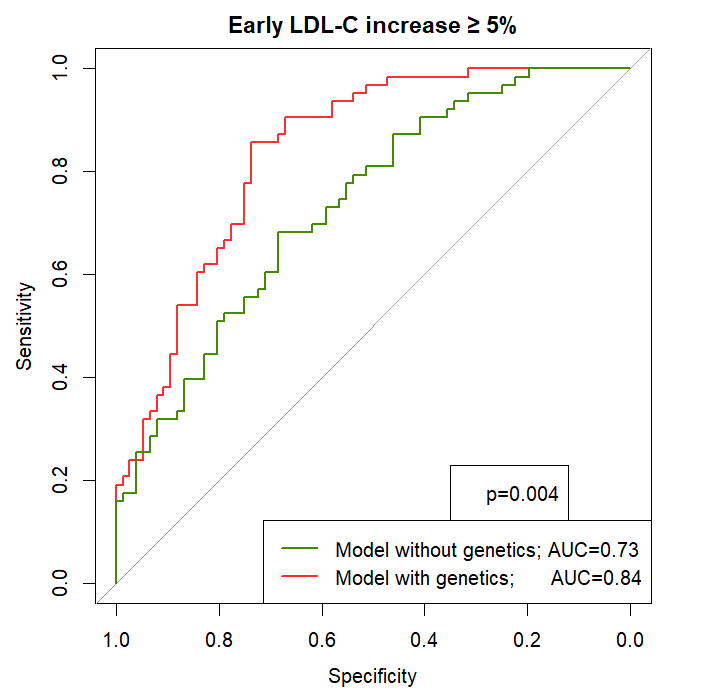 Early LDL-C increase ≥ 5%
1.0
0.8
0.6
0.4
0.2
0.0
Sensitivity
p=0.004
Model without genetics; AUC=0.73
Model with genetics; AUC=0.84
1.0 0.8 0.6 0.4 0.2 0.0
Specificity